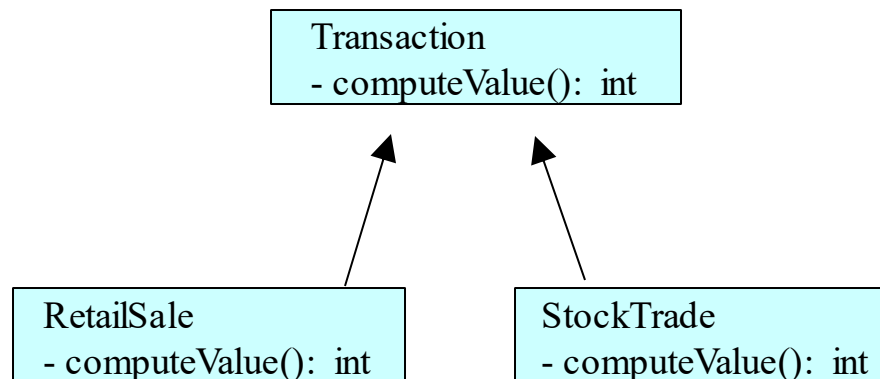 Transaction
- computeValue(): int
RetailSale
- computeValue(): int
StockTrade
- computeValue(): int